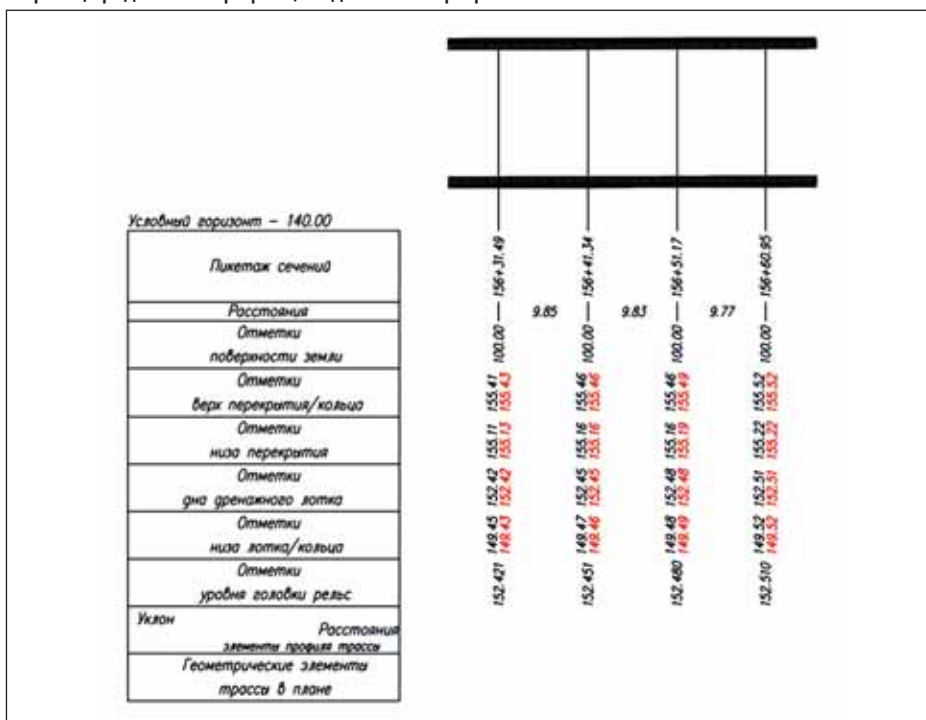 Условный горизонт – 140.00
Пикетаж сечений
156+31.49
156+41.34
156+51.17
156+60.95
Расстояния
9.85
9.83
9.77
Отметки
поверхности земли
100.00
100.00
100.00
100.00
Отметки
верх перекрытия/кольца
155.41
155.43
155.46
155.46
155.46
155.49
155.52
155.52
Отметки
низа перекрытия
155.11
155.13
155.16
155.16
155.16
155.19
155.22
155.22
Отметки
дна дренажного лотка
152.42
152.42
152.45
152.45
152.48
152.48
152.51
152.51
Отметки
низа лотка/кольца
149.45
149.43
149.47
149.46
149.48
149.49
149.52
149.52
Отметки
уровня головки рельс
152.421
152.451
152.480
152.510
Уклон
Расстояния
элементы профиля трассы
Геометрические элементы
трассы в плане